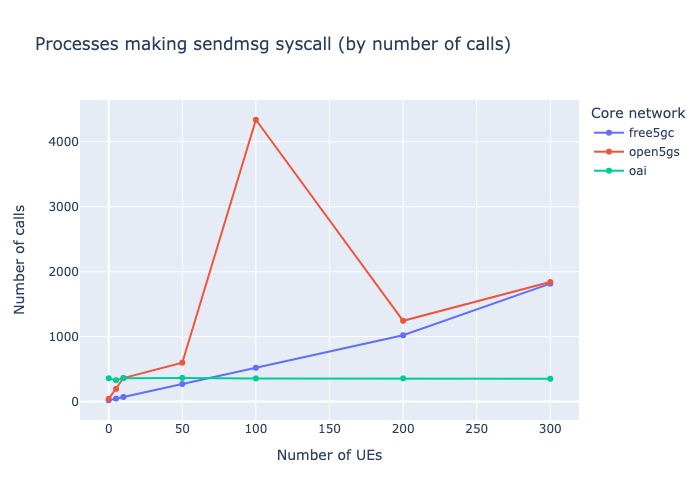 Processes making sendmsg syscall (by number of calls)
Core network
free5gc
open5gs
oai
Number of calls
4000
3000
2000
1000
0
0 50 100 150 200 250 300
Number of UEs